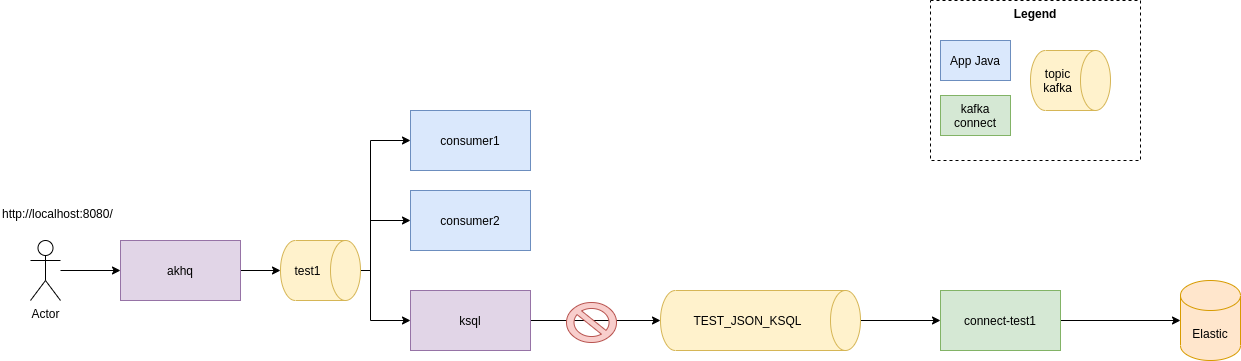 Legend
App Java
topic
kafka
kafka
connect
consumer1
consumer2
http://localhost:8080/
akhq
test1
Actor
ksql
TEST_JSON_KSQL
connect-test1
Elastic